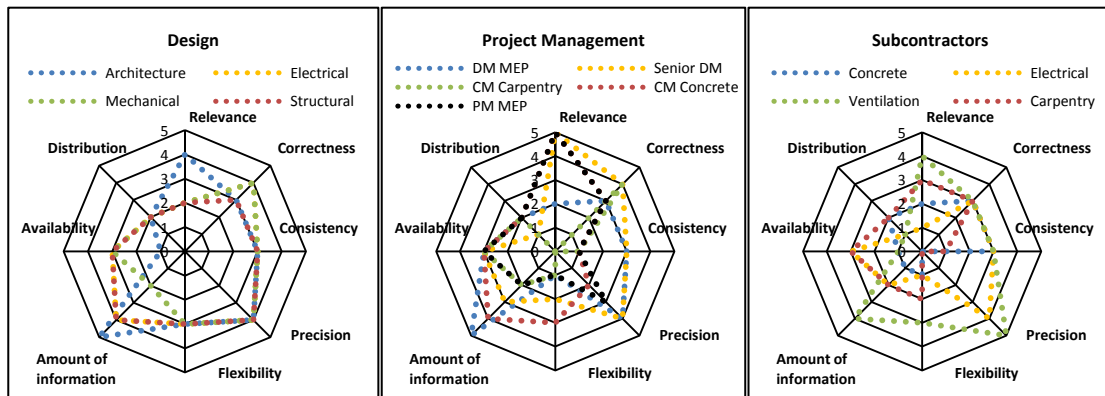 Design
Architecture
Electrical
Mechanical
Structural
Relevance
Correctness
Consistency
Precision
Flexibility
Amount of
information
Availability
Distribution
5
4
3
2
1
0
Project Management
DM MEP
Senior DM
CM Carpentry
CM Concrete
PM MEP
Relevance
Correctness
Consistency
Precision
Flexibility
Amount of
information
Availability
Distribution
5
4
3
2
1
0
Subcontractors
Concrete
Electrical
Ventilation
Carpentry
Relevance
Correctness
Consistency
Precision
Flexibility
Amount of
information
Availability
Distribution
5
4
3
2
1
0